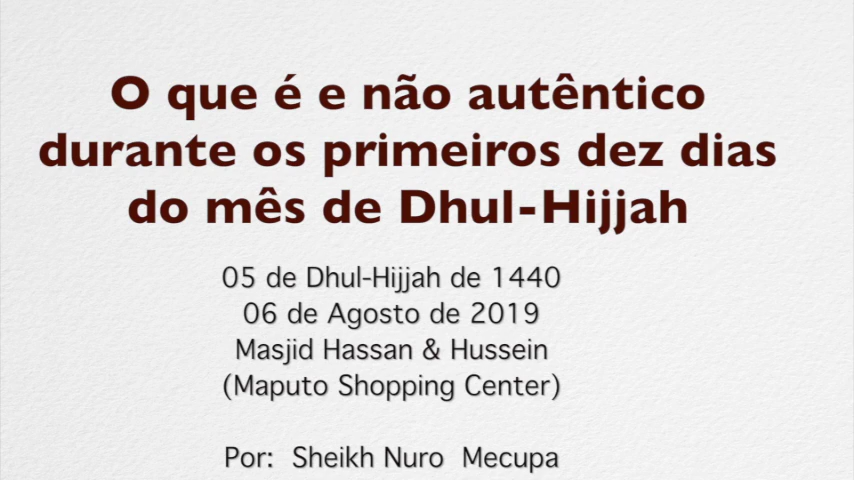 O que é e não autêntico
durante os primeiros dez dias
do mês de Dhul-Hijjah
05 de Dhul-Hijjah de 1440
06 de Agosto de 2019
Masjid Hassan & Hussein
(Maputo Shopping Center)
Por: Sheikh Nuro Mecupa